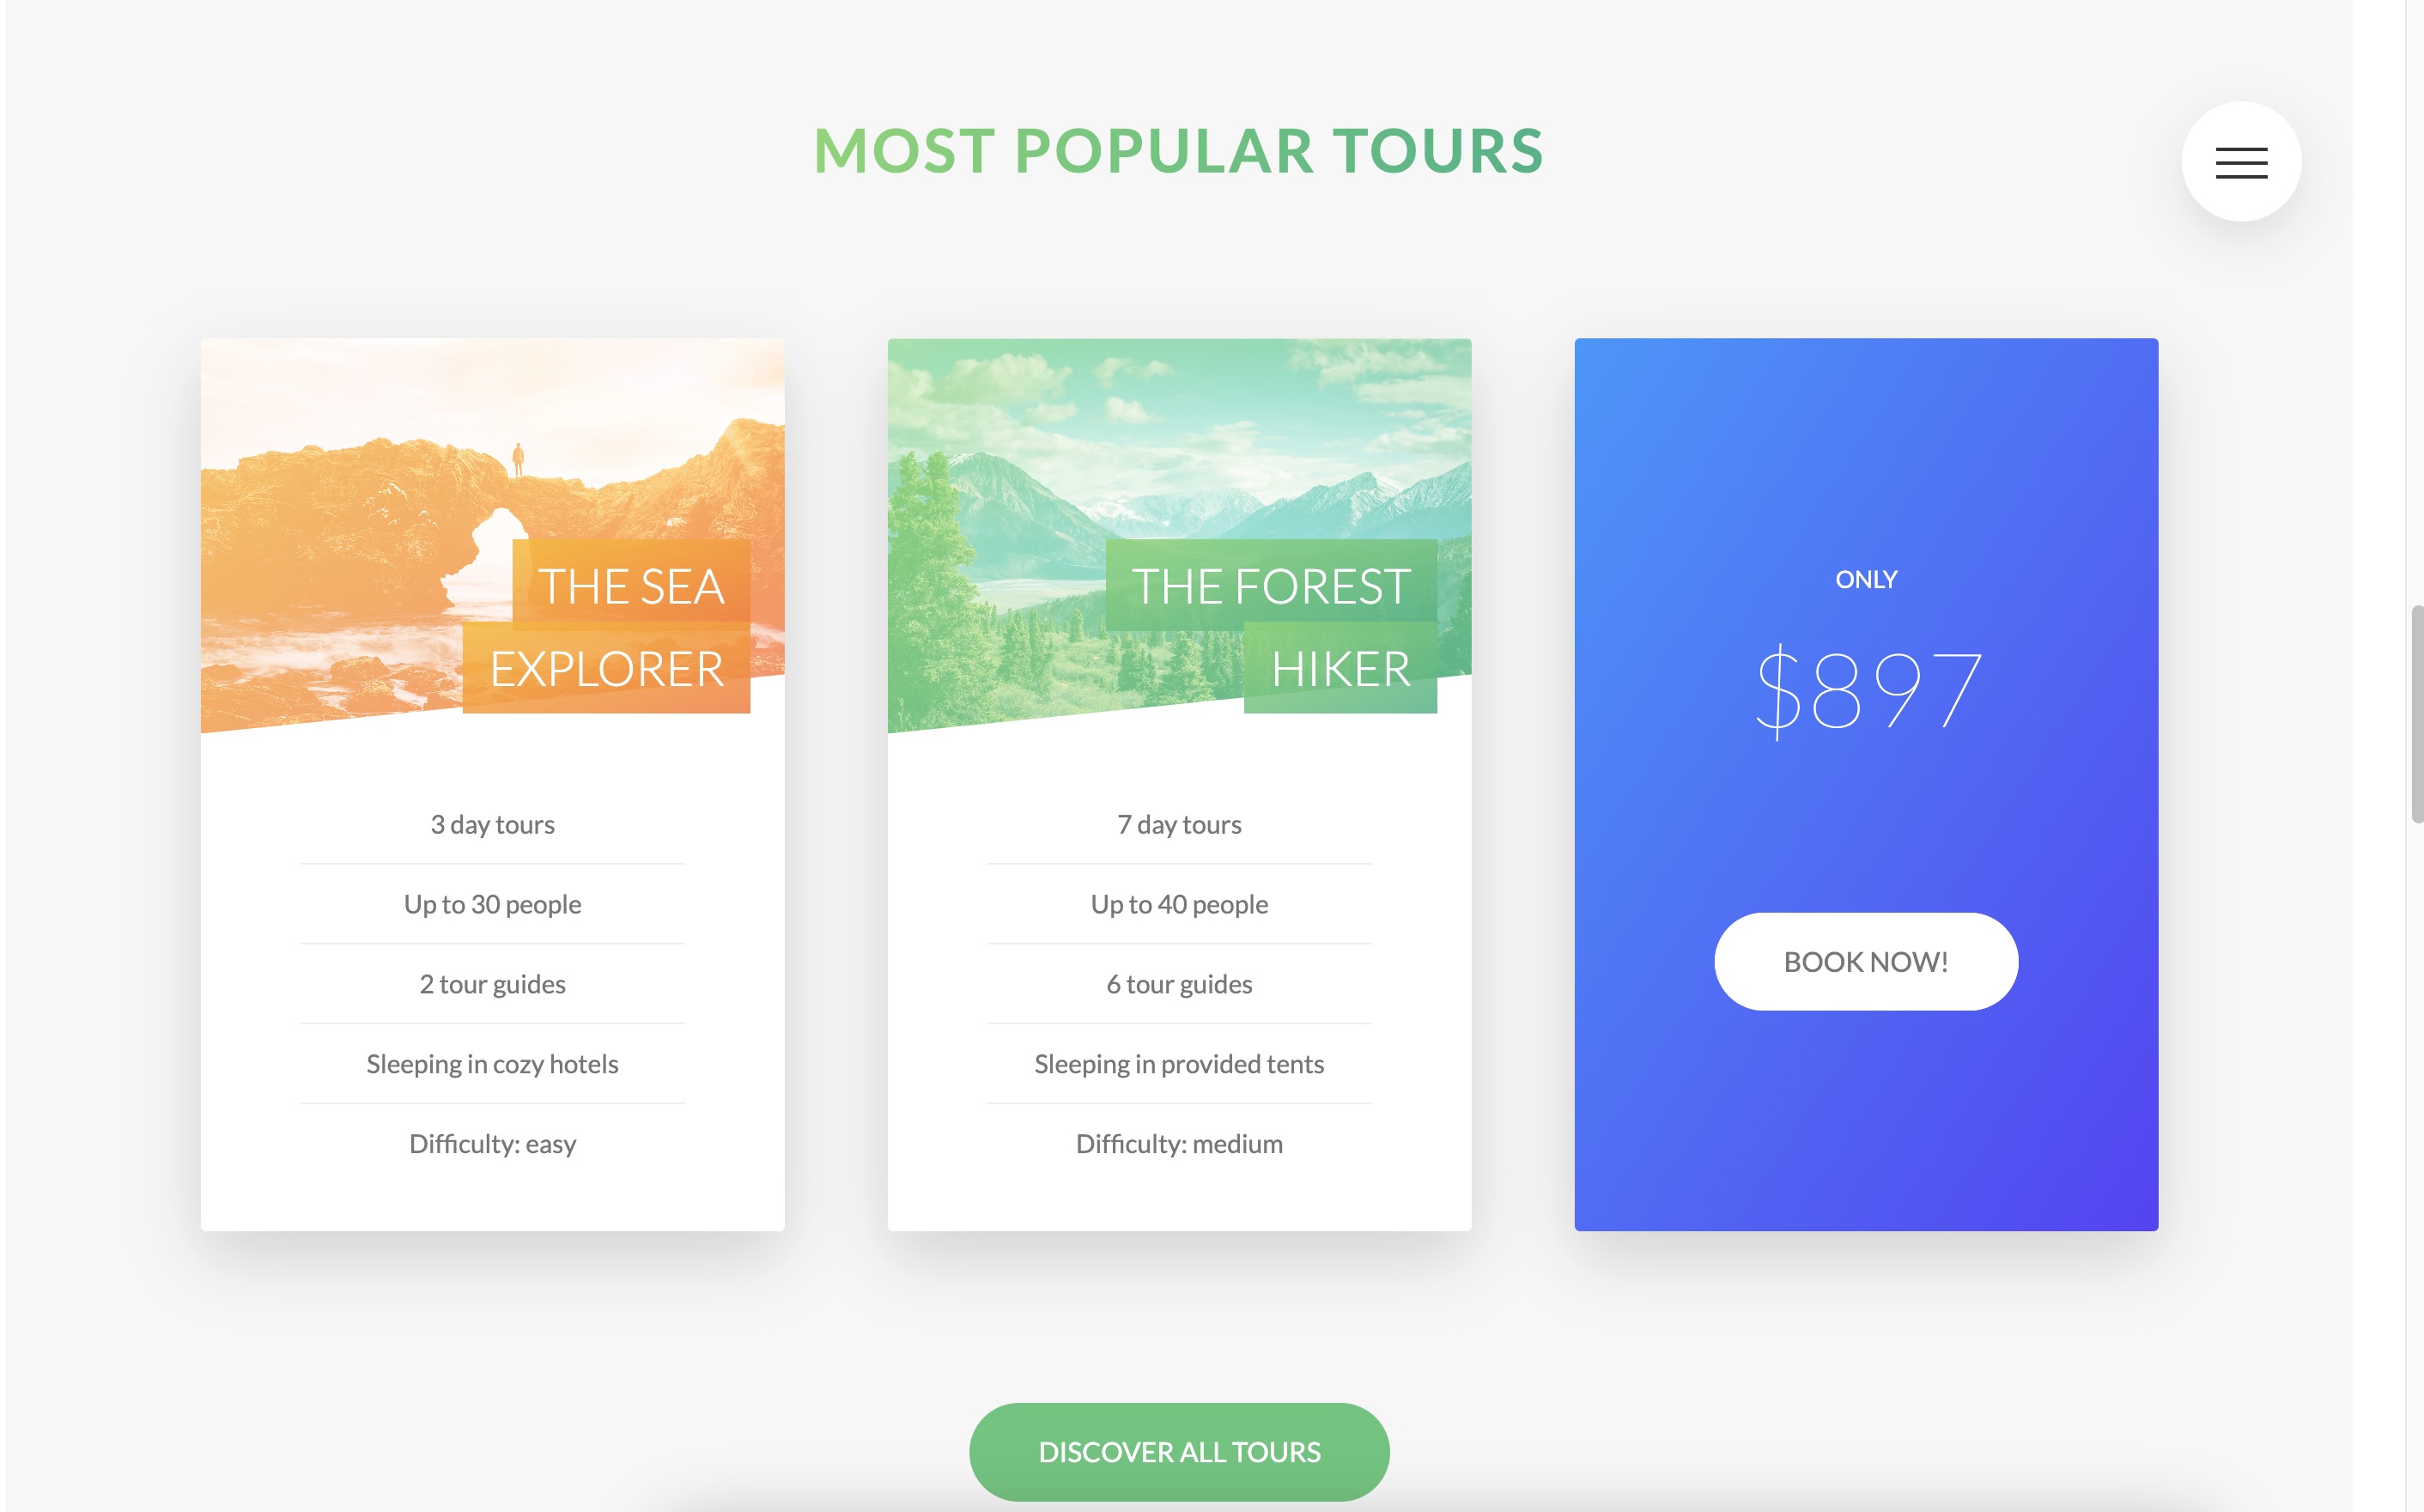 MOST POPULAR TOURS
THE SEA
EXPLORER
3 day tours
Up to 30 people
2 tour guides
Sleeping in cozy hotels
Difficulty: easy
THE FOREST
HIKER
7 day tours
Up to 40 people
6 tour guides
Sleeping in provided tents
Difficulty: medium
ONLY
$897
BOOK NOW!
DISCOVER ALL TOURS